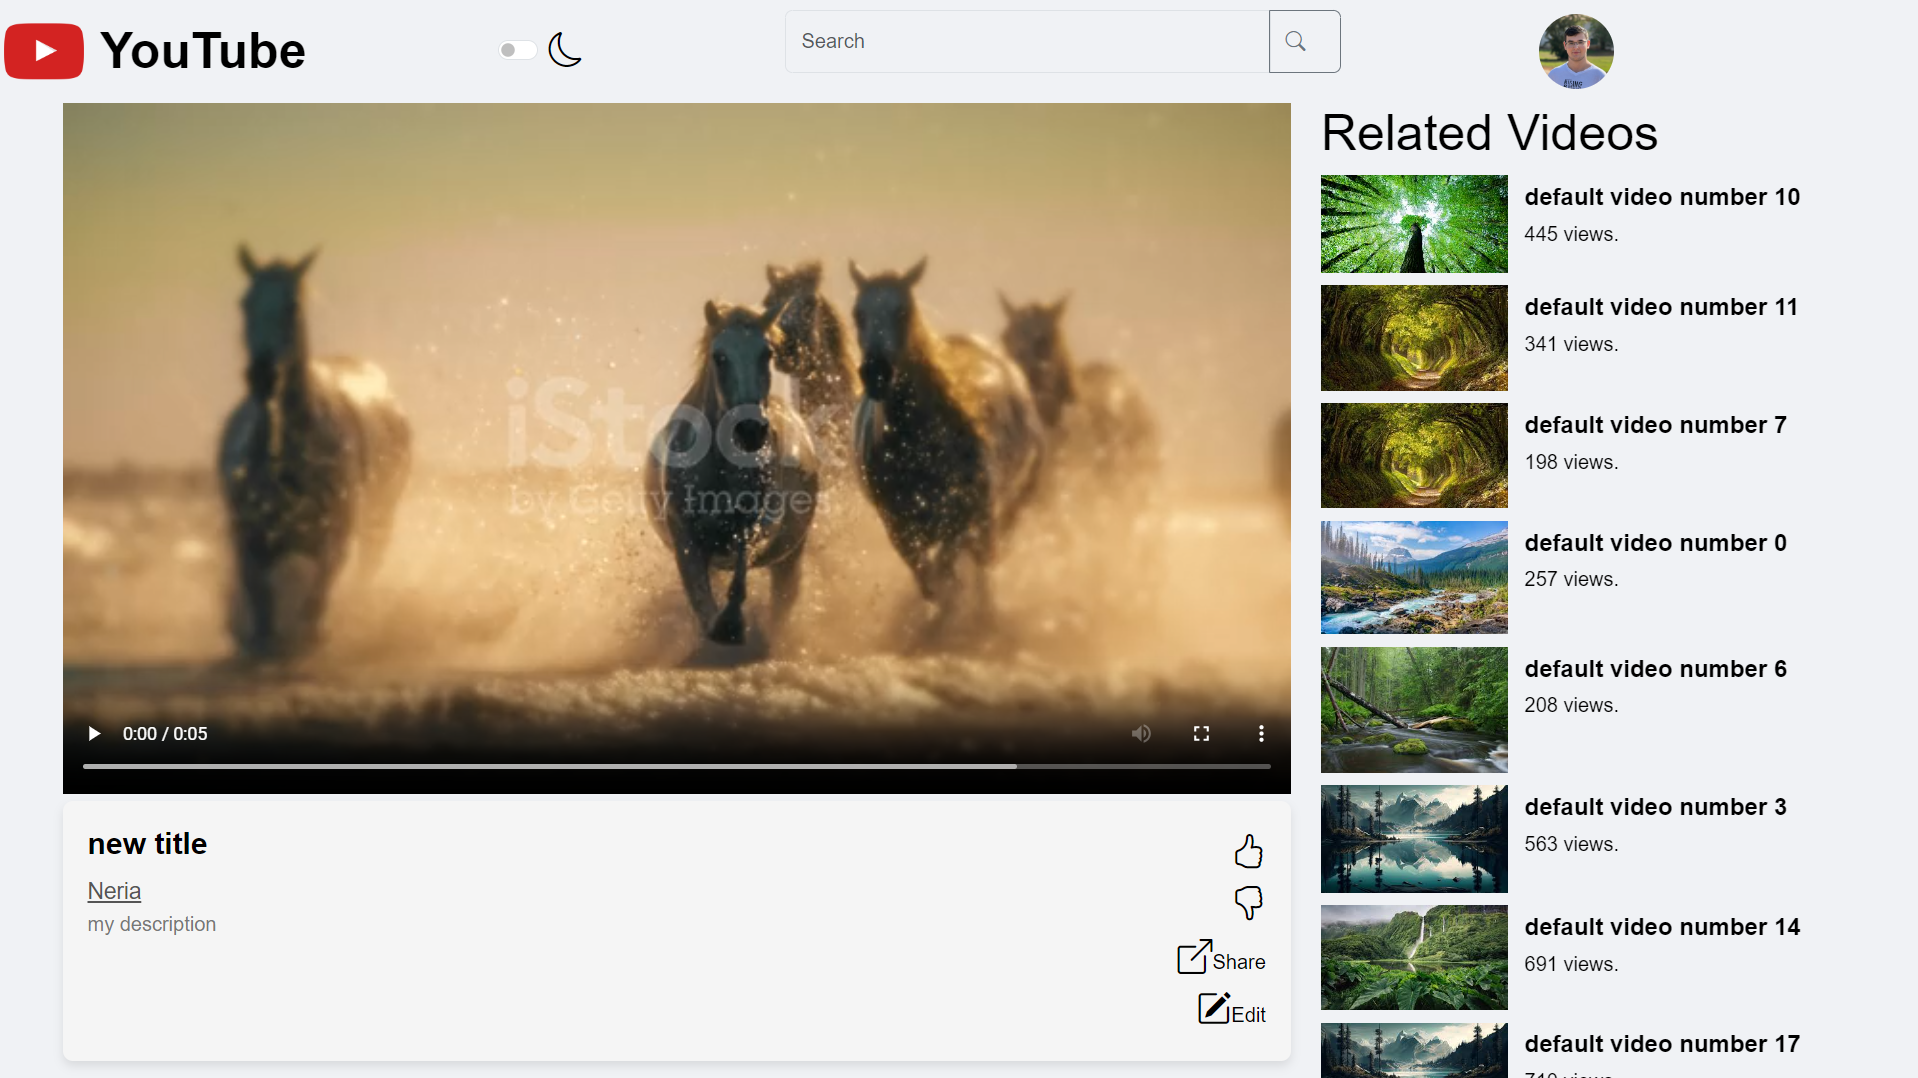 YouTube
Search
iStock
by Getty Images
0:00 / 0:05
new title
Neria
my description
Share
Edit
Related Videos
default video number 10
445 views.
default video number 11
341 views.
default video number 7
198 views.
default video number 0
257 views.
default video number 6
208 views.
default video number 3
563 views.
default video number 14
691 views.
default video number 17